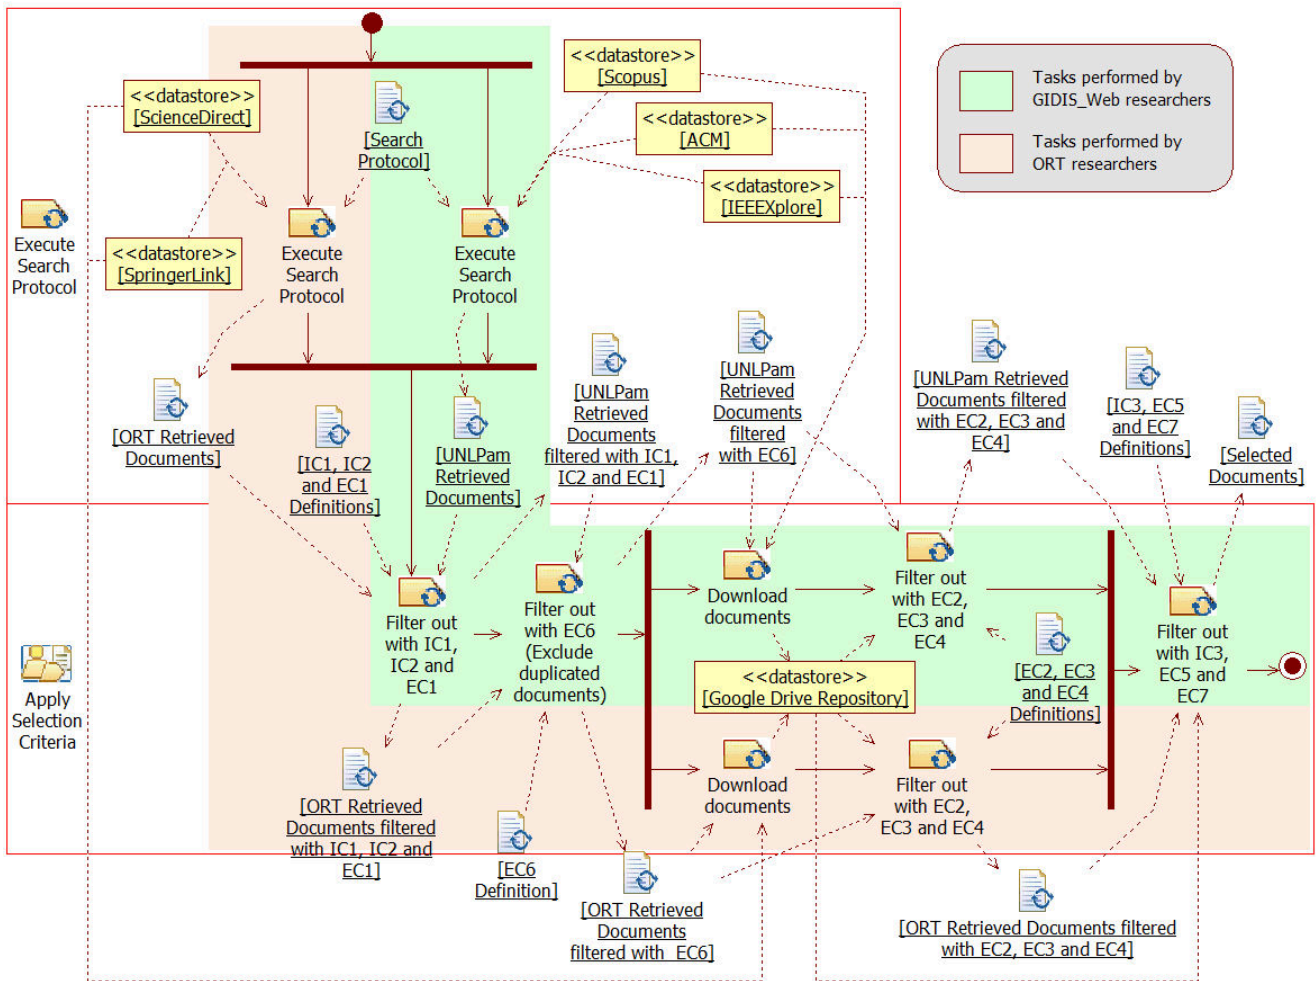 <<datastore>>
[ScienceDirect]
[Search
Protocol]
<<datastore>>
[Scopus]
<<datastore>>
[ACM]
<<datastore>>
[IEEEXplore]
Tasks performed by
GIDIS_Web researchers
Tasks performed by
ORT researchers
Execute
Search
Protocol
<<datastore>>
[SpringerLink]
Execute
Search
Protocol
Execute
Search
Protocol
[ORT Retrieved
Documents]
[IC1, IC2
and EC1
Definitions]
[UNLPam
Retrieved
Documents]
[UNLPam
Retrieved
Documents
filtered with IC1,
IC2 and EC1]
[UNLPam
Retrieved
Documents
filtered
with EC6]
[UNLPam Retrieved
Documents filtered
with EC2, EC3 and
EC4]
[IC3, EC5
and EC7
Definitions]
[Selected
Documents]
Apply
Selection
Criteria
Filter out
with IC1,
IC2 and
EC1
Filter out
with EC6
(Exclude
duplicated
documents)
Download
documents
Filter out
with EC2,
EC3 and
EC4
<<datastore>>
[Google Drive Repository]
[EC2, EC3
and EC4
Definitions]
Filter out
with IC3,
EC5 and
EC7
Download
documents
Filter out
with EC2,
EC3 and EC4
[ORT Retrieved
Documents filtered
with IC1, IC2 and
EC1]
[EC6
Definition]
[ORT Retrieved
Documents
filtered with EC6]
[ORT Retrieved Documents filtered
with EC2, EC3 and EC4]